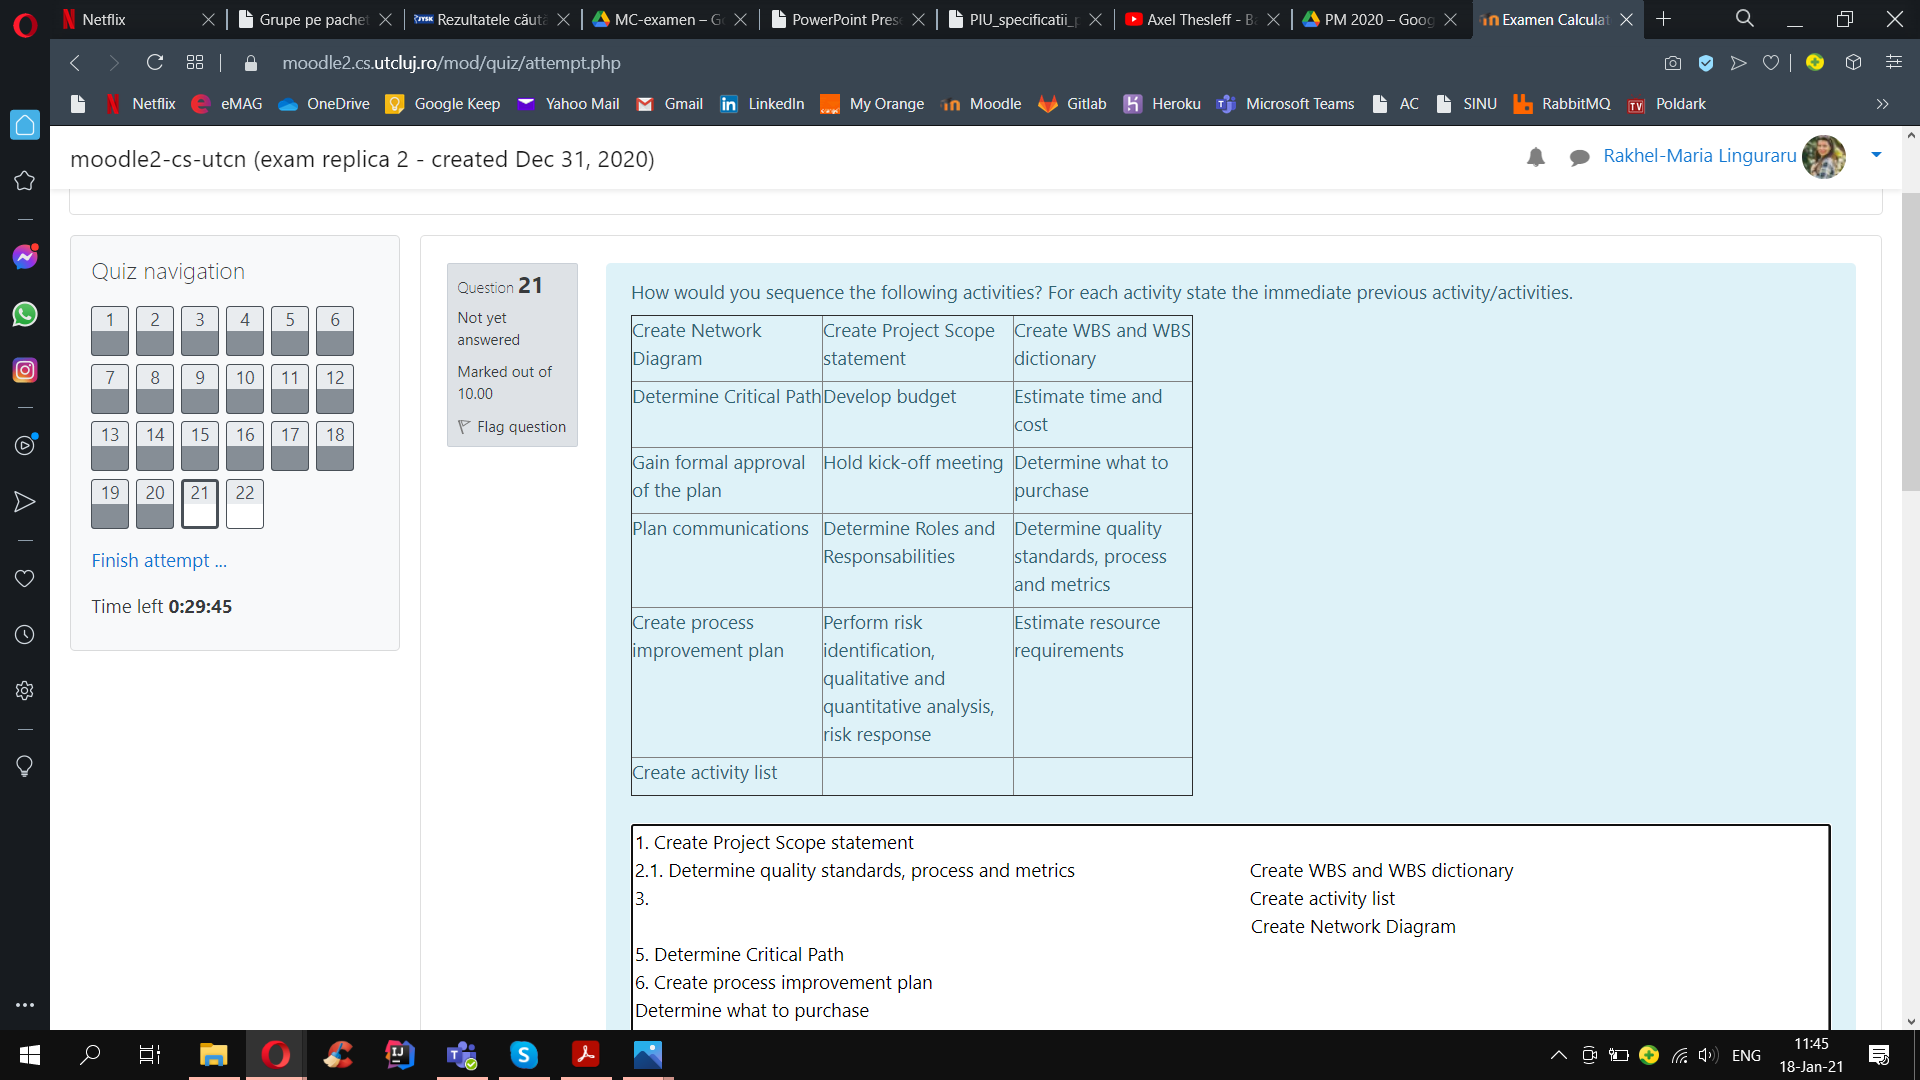 Netflix
Grupe pe pachet
JYSK Rezultatele căută
MC-examen – G
PowerPoint Pres
PIU_specificatii_p
Axel Thesleff - B
PM 2020 – Goog
Examen Calculat
moodle2.cs.utcluj.ro/mod/quiz/attempt.php
Netflix eMAG OneDrive Google Keep Yahoo Mail Gmail LinkedIn My Orange Moodle Gitlab Heroku Microsoft Teams AC SINU RabbitMQ Poldark
moodle2-cs-utcn (exam replica 2 - created Dec 31, 2020)
Rakhel-Maria Linguraru
Quiz navigation
1 2 3 4 5 6
7 8 9 10 11 12
13 14 15 16 17 18
19 20 21 22
Finish attempt ...
Time left 0:29:45
Question 21
Not yet
answered
Marked out of
10.00
Flag question
How would you sequence the following activities? For each activity state the immediate previous activity/activities.
Create Network
Diagram
Create Project Scope
statement
Create WBS and WBS
dictionary
Determine Critical Path
Develop budget
Estimate time and
cost
Gain formal approval
of the plan
Hold kick-off meeting
Determine what to
purchase
Plan communications
Determine Roles and
Responsabilities
Determine quality
standards, process
and metrics
Create process
improvement plan
Perform risk
identification,
qualitative and
quantitative analysis,
risk response
Estimate resource
requirements
Create activity list
1. Create Project Scope statement
2.1. Determine quality standards, process and metrics Create WBS and WBS dictionary
3. Create activity list
Create Network Diagram
5. Determine Critical Path
6. Create process improvement plan
Determine what to purchase
ENG
11:45
18-Jan-21